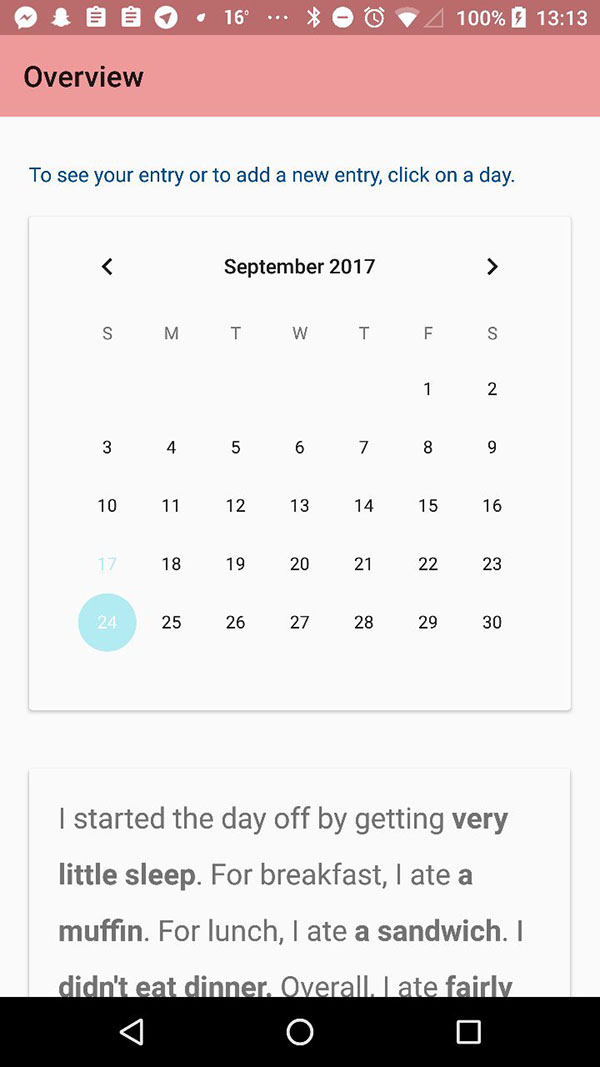 16° ... 100% 13:13
Overview
To see your entry or to add a new entry, click on a day.
September 2017
S M T W T F S
1 2
3 4 5 6 7 8 9
10 11 12 13 14 15 16
17 18 19 20 21 22 23
24 25 26 27 28 29 30
I started the day off by getting very
little sleep. For breakfast, I ate a
muffin. For lunch, I ate a sandwich. I
didn't eat dinner. Overall, I ate fairly